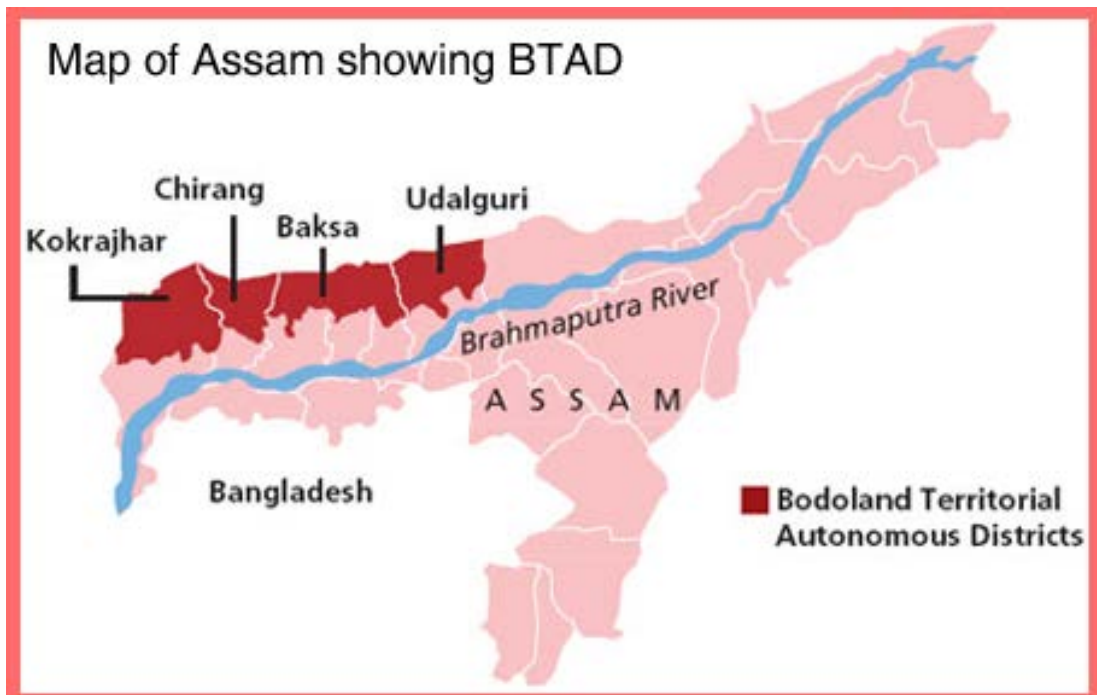 Map of Assam showing BTAD
Chirang
Udalguri
Baksa
Kokrajhar
Brahmaputra River
A S S A M
Bangladesh
Bodoland Territorial
Autonomous Districts